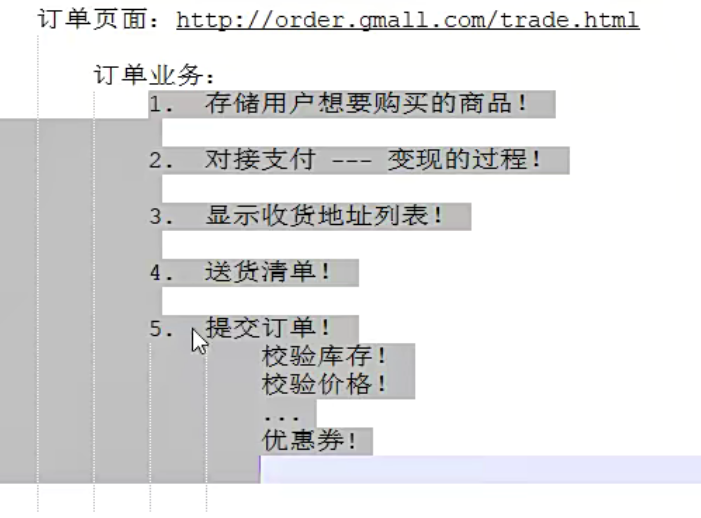 订单页面：http://order.gmall.com/trade.html
订单业务：
1. 存储用户想要购买的商品！
2. 对接支付 --- 变现的过程！
3. 显示收货地址列表！
4. 送货清单！
5. 提交订单！
校验库存！
校验价格！
...
优惠券！